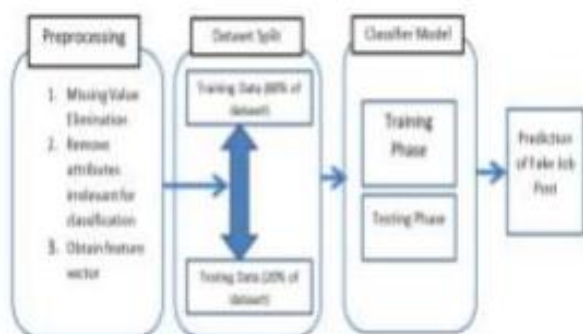 Preprocessing
1. Missing Value
Elimination
2. Remove
attributes
irrelevant for
classification
3. Obtain feature
vector
Dataset Split
Training Data of
dataset)
Testing Data (20% of
dataset)
Classifier Model
Training
Phase
Testing Phase
Prediction
of Fake Job
Post